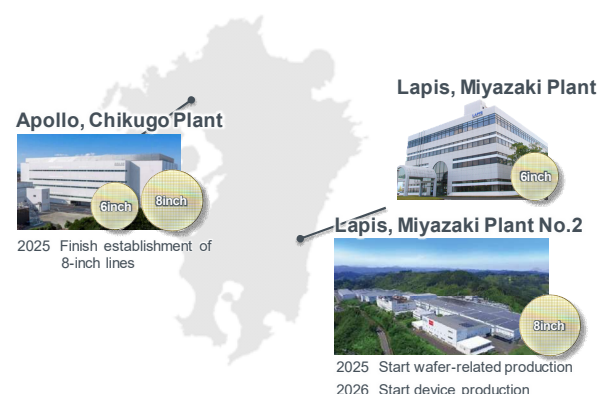 Lapis, Miyazaki Plant
Apollo, Chikugo Plant
6inch
6inch
8inch
Lapis, Miyazaki Plant No.2
2025 Finish establishment of
8-inch lines
8inch
2025 Start wafer-related production
2026 Start device production